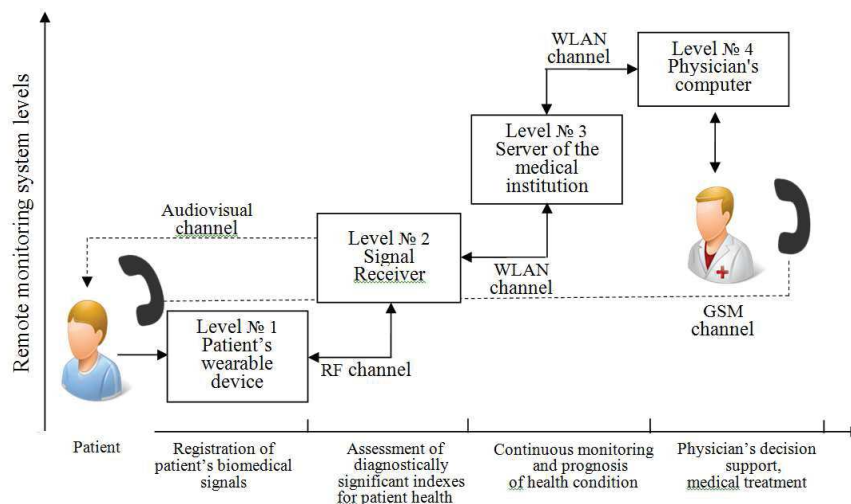 Remote monitoring system levels
WLAN
channel
Level № 4
Physician's
computer
Level № 3
Server of the
medical
institution
Audiovisual
channel
Level № 2
Signal
Receiver
WLAN
channel
GSM
channel
Level № 1
Patient's
wearable
device
RF channel
Patient
Registration of
patient's biomedical
signals
Assessment of
diagnostically
significant indexes
for patient health
Continuous monitoring
and prognosis
of health condition
Physician's decision
support,
medical treatment